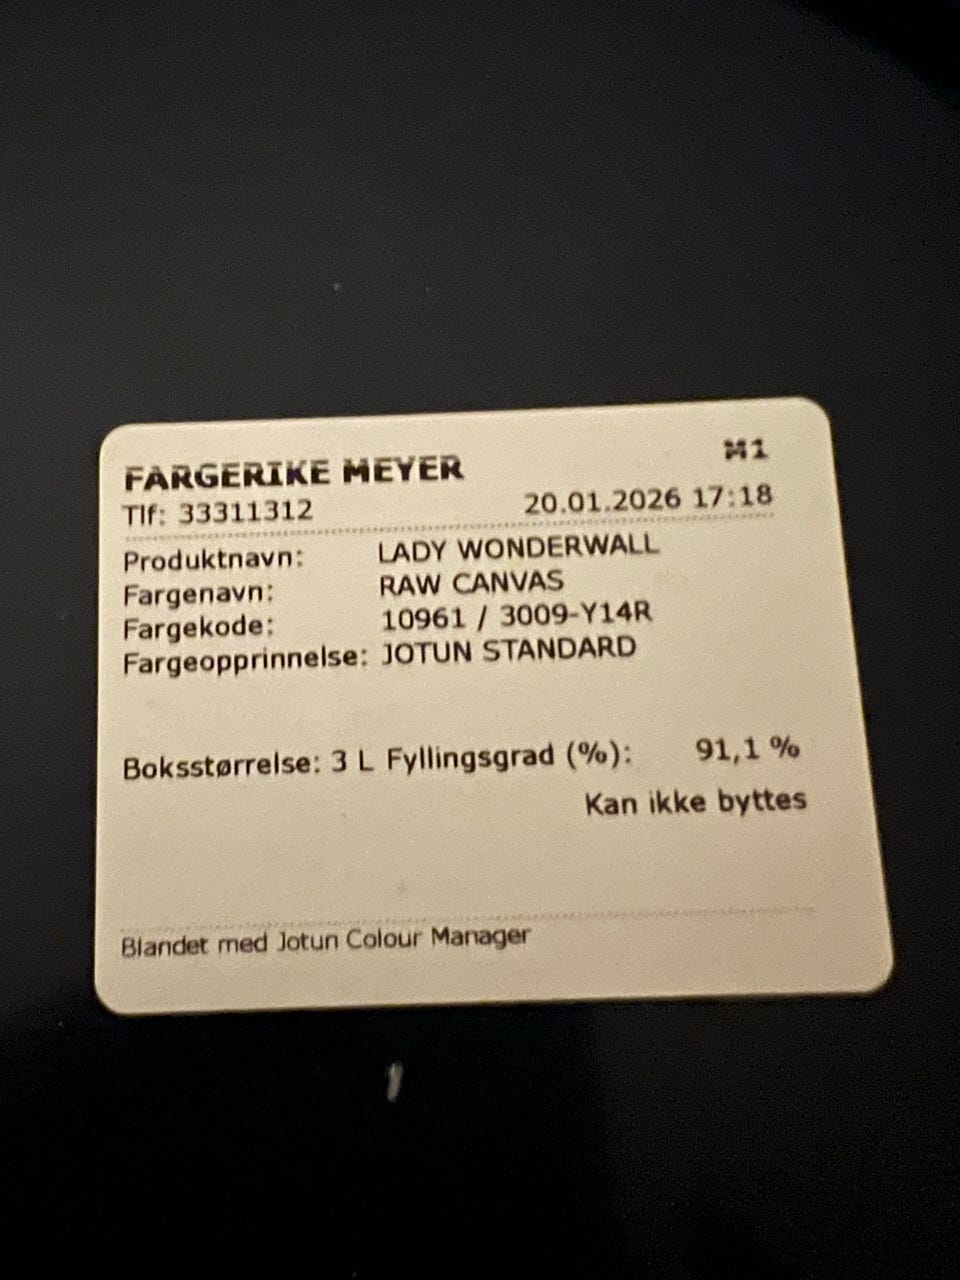 M1
FARGERIKE MEYER
Tlf: 33311312 20.01.2026 17:18
Produktnavn: LADY WONDERWALL
Fargenavn: RAW CANVAS
Fargekode: 10961 / 3009-Y14R
Fargeopprinnelse: JOTUN STANDARD
Boksstørrelse: 3 L Fyllingsgrad (%): 91,1 %
Kan ikke byttes
Blandet med Jotun Colour Manager